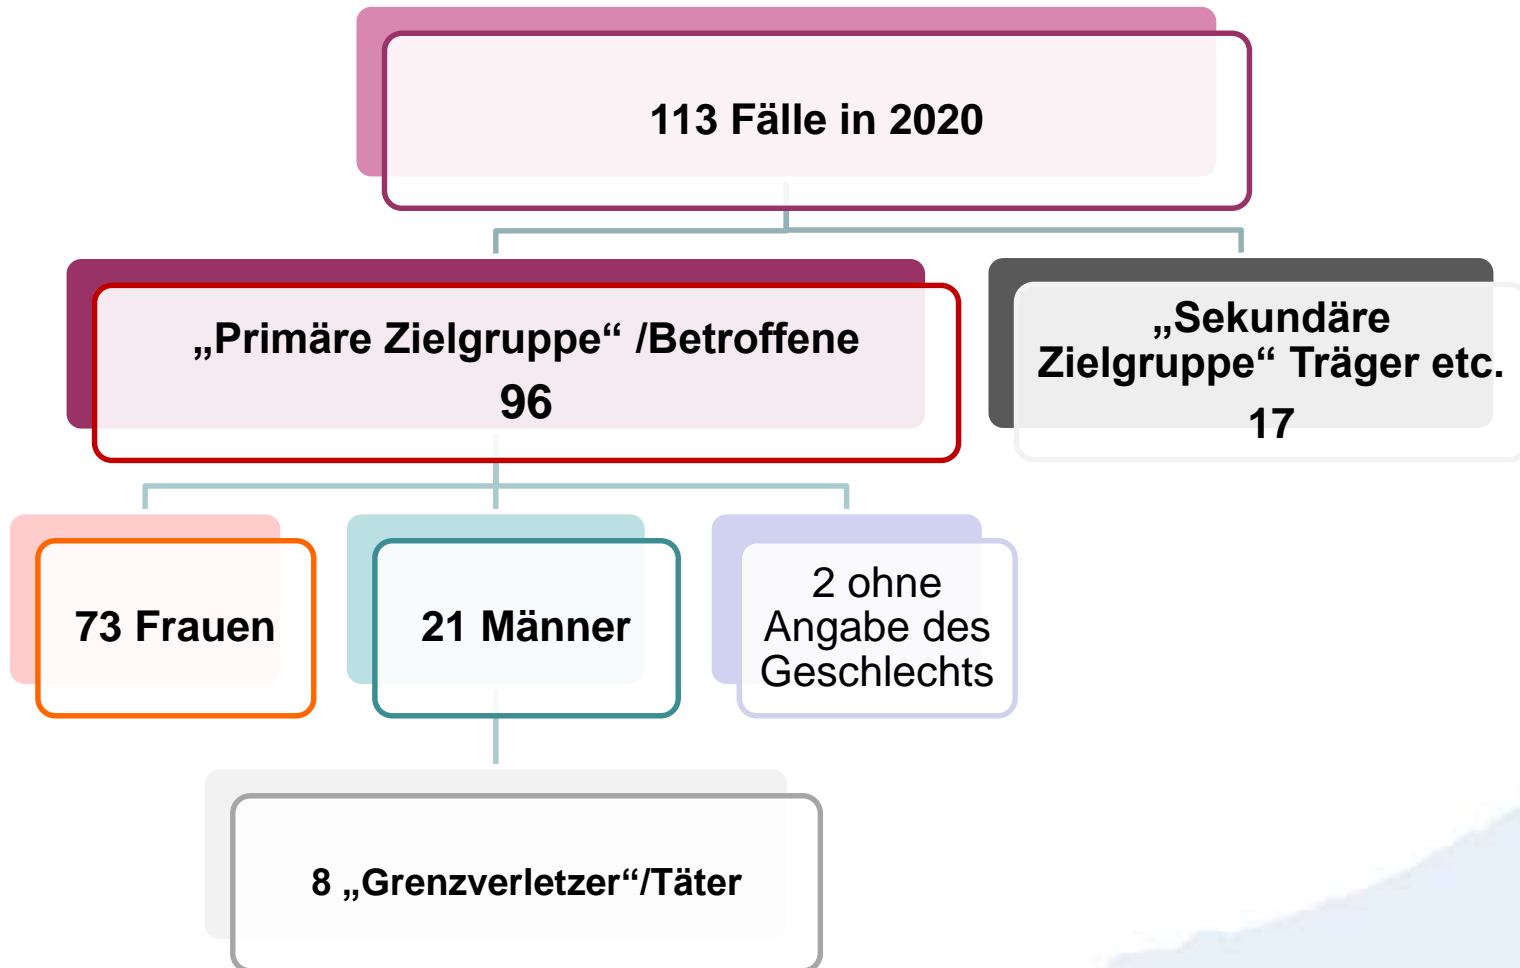 113 Fälle in 2020
„Primäre Zielgruppe“ /Betroffene
96
„Sekundäre
Zielgruppe“ Träger etc.
17
73 Frauen
21 Männer
2 ohne
Angabe des
Geschlechts
8 „Grenzverletzer“/Täter